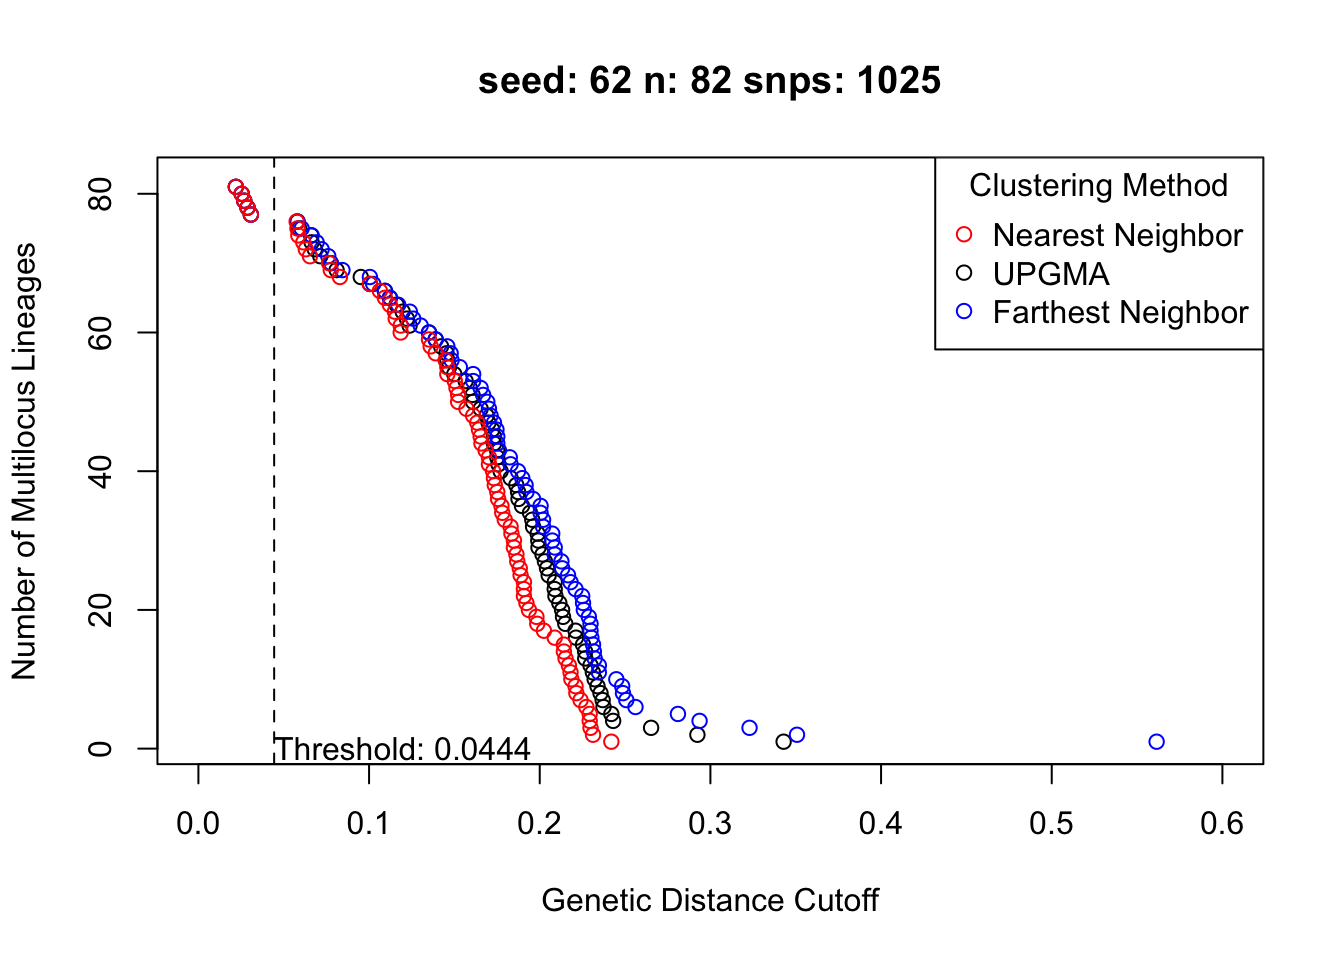 seed: 62 n: 82 snps: 1025
Clustering Method
Nearest Neighbor
UPGMA
Farthest Neighbor
Number of Multilocus Lineages
80
60
40
20
0
Threshold: 0.0444
0.0 0.1 0.2 0.3 0.4 0.5 0.6
Genetic Distance Cutoff